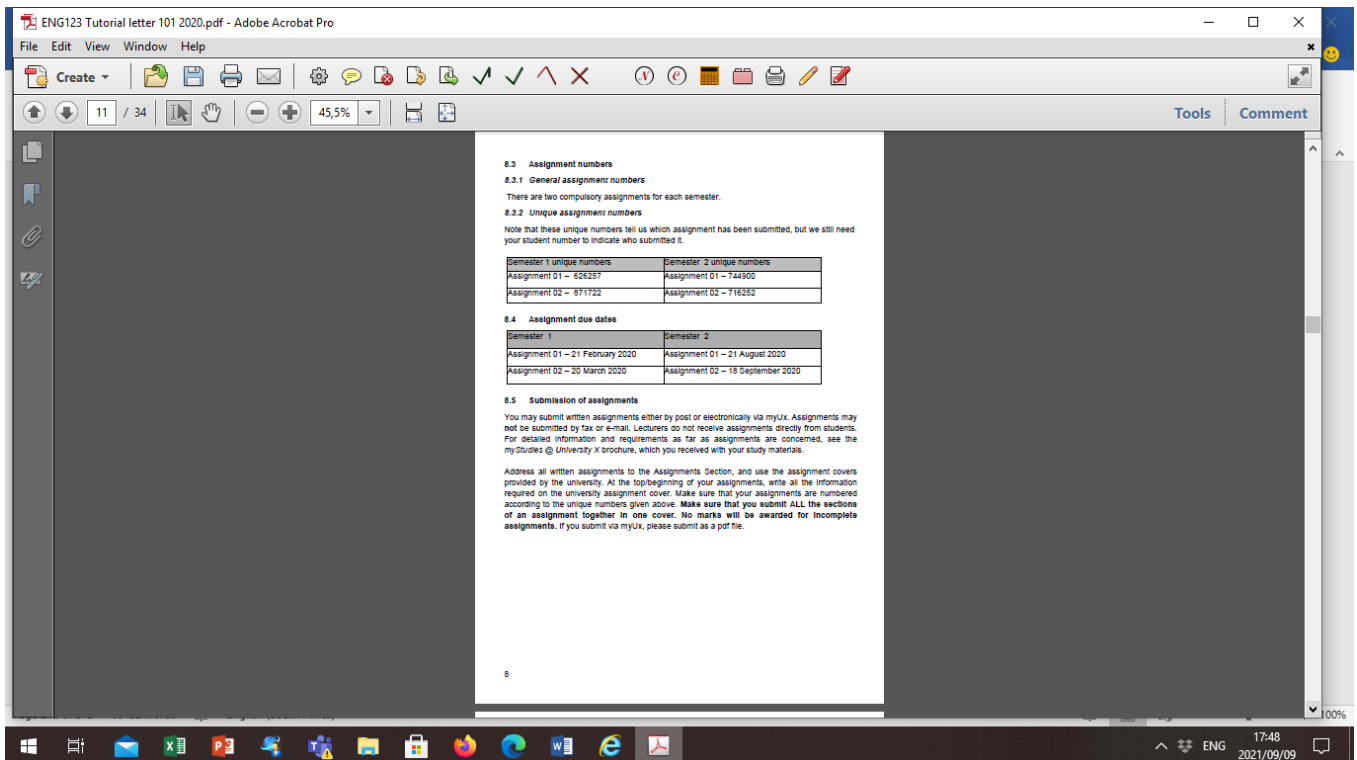 ENG123 Tutorial letter 101 2020.pdf - Adobe Acrobat Pro
File Edit View Window Help
Create
11 / 34 45,5% Tools Comment
8.3 Assignment numbers
8.3.1 General assignment numbers
There are two compulsory assignments for each semester.
8.3.2 Unique assignment numbers
Note that these unique numbers tell us which assignment has been submitted, but we still need
your student number to indicate who submitted it.
Semester 1 unique numbers Semester 2 unique numbers
Assignment 01 – 626257 Assignment 01 – 744900
Assignment 02 – 871722 Assignment 02 – 716252
8.4 Assignment due dates
Semester 1 Semester 2
Assignment 01 – 21 February 2020 Assignment 01 – 21 August 2020
Assignment 02 – 20 March 2020 Assignment 02 – 18 September 2020
8.5 Submission of assignments
You may submit written assignments either by post or electronically via myUx. Assignments may
not be submitted by fax or e-mail. Lecturers do not receive assignments directly from students.
For detailed information and requirements as far as assignments are concerned, see the
myStudies @ University X brochure, which you received with your study materials.
Address all written assignments to the Assignments Section, and use the assignment covers
provided by the university. At the top/beginning of your assignments, write all the information
required on the university assignment cover. Make sure that your assignments are numbered
according to the unique numbers given above. Make sure that you submit ALL the sections
of an assignment together in one cover. No marks will be awarded for incomplete
assignments. If you submit via myUx, please submit as a pdf file.
8
100%
ENG 17:48
2021/09/09